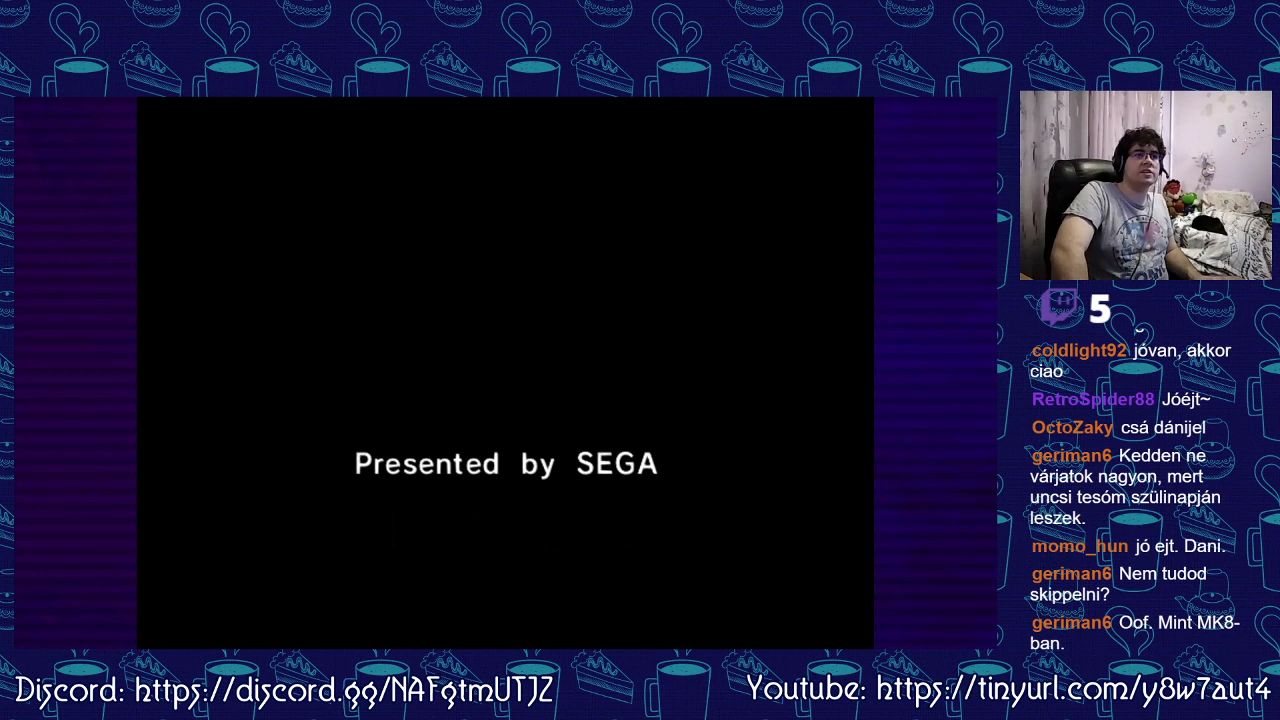 Presented by SEGA
5
coldlight92 jóvan, akkor
ciao
RetroSpider88 Jóéjt~
OctoZaky csá dánijel
geriman6 Kedden ne
várjatok nagyon, mert
uncsi tesóm szülinapján
leszek.
momo_hun jó ejt. Dani.
geriman6 Nem tudod
skippelni?
geriman6 Oof. Mint MK8-
ban.
Discord: https://discord.gg/NAFgtmUTJZ
Youtube: https://tinyurl.com/y8w7aut4